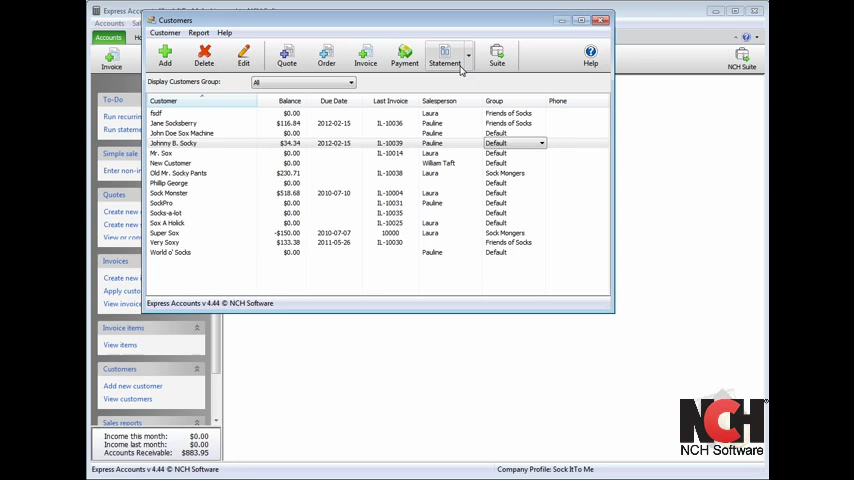 Express Accounts
Customers
Accounts Sa
Customer Report Help
Accounts Ho
Add Delete Edit Quote Order Invoice Payment Statement Suite Help
Invoice NCH Suite
Display Customers Group: All
Customer Balance Due Date Last Invoice Salesperson Group Phone
fsdf $0.00 Laura Friends of Socks
Jane Socksberry $116.84 2012-02-15 IL-10036 Pauline Friends of Socks
John Doe Sox Machine $0.00 Pauline Default
Johnny B. Socky $34.34 2012-02-15 IL-10039 Pauline Default
Mr. Sox $0.00 IL-10014 Laura Default
New Customer $0.00 William Taft Default
Old Mr. Socky Pants $230.71 IL-10038 Laura Sock Mongers
Phillip George $0.00 Default
Sock Monster $518.68 2010-07-10 IL-10004 Laura Default
SockPro $0.00 IL-10031 Pauline Default
Socks-a-lot $0.00 IL-10035 Default
Sox A Holick $0.00 IL-10025 Laura Default
Super Sox -$150.00 2010-07-07 10000 Laura Sock Mongers
Very Soxy $133.38 2011-05-26 IL-10030 Friends of Socks
World o' Socks $0.00 Pauline Default
Express Accounts v 4.44 © NCH Software
To-Do
Run recurrin
Run stateme
Simple sale
Enter non-in
Quotes
Create new
Create new
View or con
Invoices
Create new i
Apply custo
View invoice
Invoice items
View items
Customers
Add new customer
View customers
Sales reports
Income this month: $0.00
Income last month: $0.00
Accounts Receivable: $883.95
Express Accounts v 4.44 © NCH Software
Company Profile: Sock ItTo Me
NCH
NCH Software